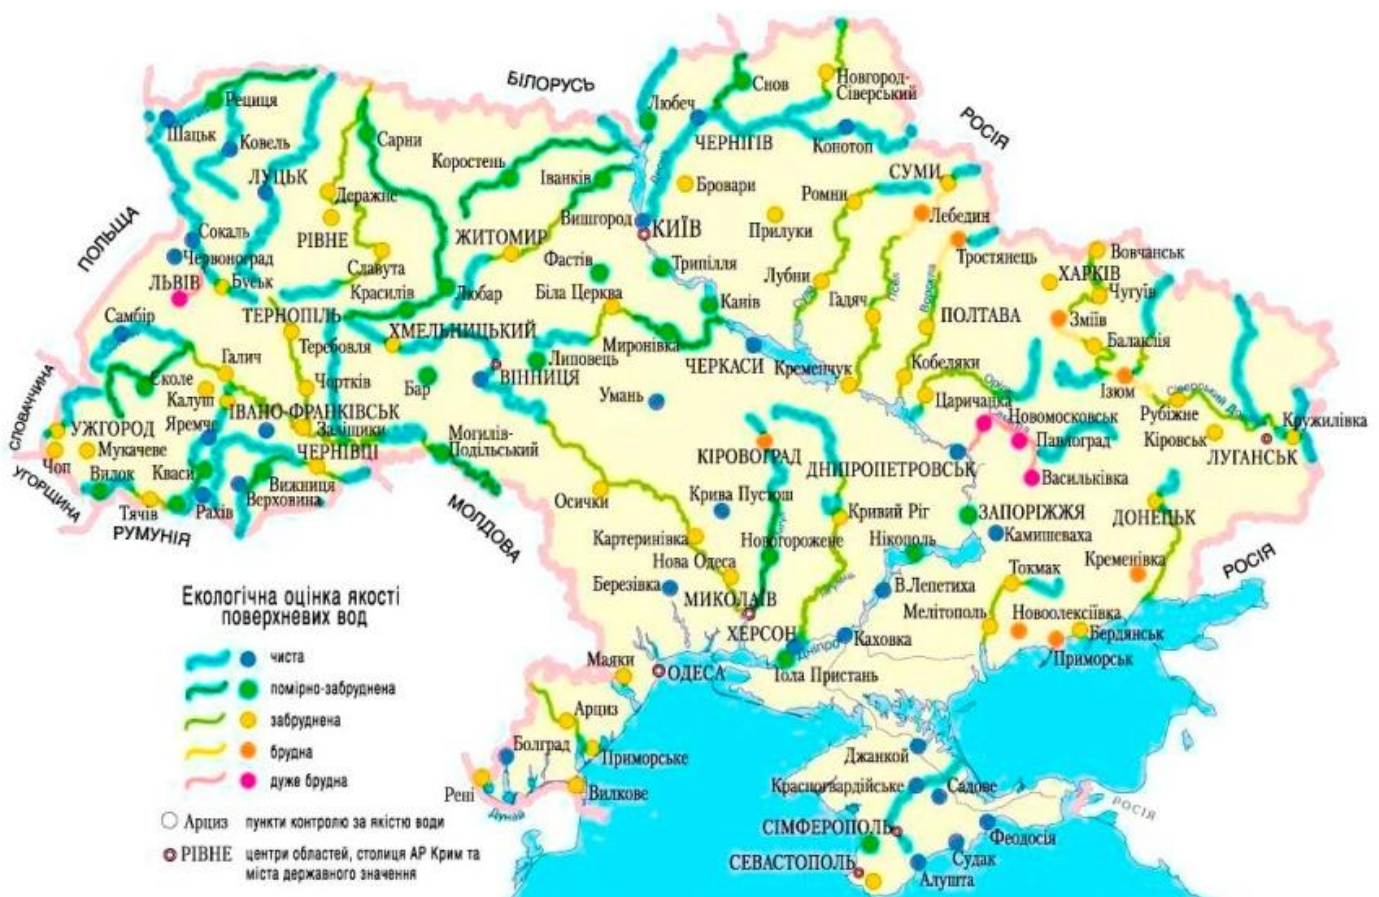 БІЛОРУСЬ
РОСІЯ
ПОЛЬЩА
СЛОВАЧЧИНА
УГОРЩИНА
РУМУНІЯ
МОЛДОВА
РОСІЯ
РОСІЯ
Рециця
Шацьк
Ковель
ЛУЦЬК
Сарни
Деражне
РІВНЕ
Славута
Коростень
Іванків
Любеч
Снов
Новгород-
Сіверський
ЧЕРНІГІВ
Конотоп
СУМИ
Бровари
Ромни
Лебедин
Вишгород
КИЇВ
Прилуки
Тростянець
Сокаль
Червоноград
ЛЬВІВ
Буськ
ЖИТОМИР
Фастів
Трипілля
Лубни
Гадяч
Псел
Ворскла
ХАРКІВ
Вовчанськ
Чугуїв
Зміїв
Балаклія
Красилів
Любар
Біла Церква
Канів
ПОЛТАВА
Самбір
ТЕРНОПІЛЬ
Теребовля
ХМЕЛЬНИЦЬКИЙ
Липовець
Миронівка
ЧЕРКАСИ
Кременчук
Кобеляки
Царичанка
Оріль
Ізюм
Сіверський
Рубіжне
Кружилівка
Кіровськ
ЛУГАНСЬК
Галич
Сколе
Калуш
Чортків
Бар
ВІННИЦЯ
Умань
ІВАНО-ФРАНКІВСЬК
Яремче
Заліщики
УЖГОРОД
Мукачеве
Чоп
Вилок
Кваси
ЧЕРНІВЦІ
Вижниця
Верховина
Рахів
Тячів
Могилів-
Подільський
КІРОВОГРАД
ДНІПРОПЕТРОВСЬК
Новомосковськ
Павлоград
Васильківка
Осички
Крива Пустош
Кривий Ріг
ЗАПОРІЖЖЯ
Камишеваха
ДОНЕЦЬК
Картеринівка
Новогорожене
Нікополь
Нова Одеса
Березівка
МИКОЛАЇВ
В.Лепетиха
Токмак
Кременівка
Мелітополь
Новоолексіївка
Бердянськ
Приморськ
ХЕРСОН
Дніпро
Каховка
Гола Пристань
Маяки
ОДЕСА
Арциз
Болград
Приморське
Рені
Вилкове
Дунай
Джанкой
Красногвардійське
Садове
СІМФЕРОПОЛЬ
Феодосія
Судак
СЕВАСТОПОЛЬ
Алушта
Екологічна оцінка якості
поверхневих вод
чиста
помірно-забруднена
забруднена
брудна
дуже брудна
Арциз пункти контролю за якістю води
РІВНЕ центри областей, столиця АР Крим та
міста державного значення